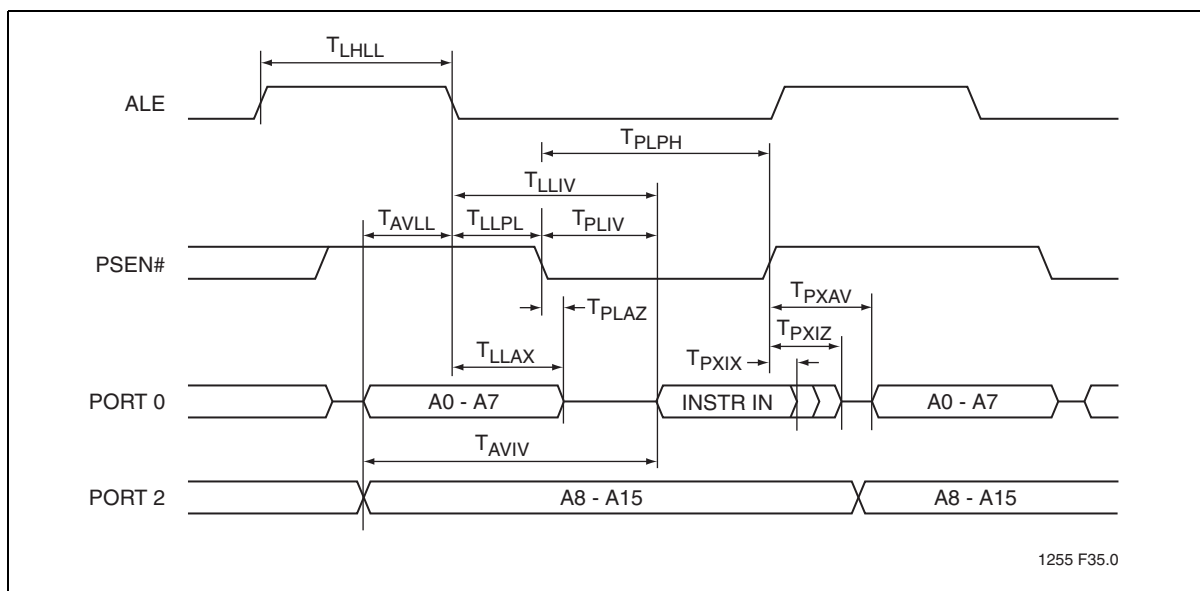 TLHLL
ALE
TPLPH
TLLIV
TAVLL TLLPL TPLIV
PSEN#
TPLAZ
TPXAV
TLLAX
TPXIZ
TPXIX
PORT 0 A0 - A7 INSTR IN A0 - A7
TAVIV
PORT 2 A8 - A15 A8 - A15
1255 F35.0